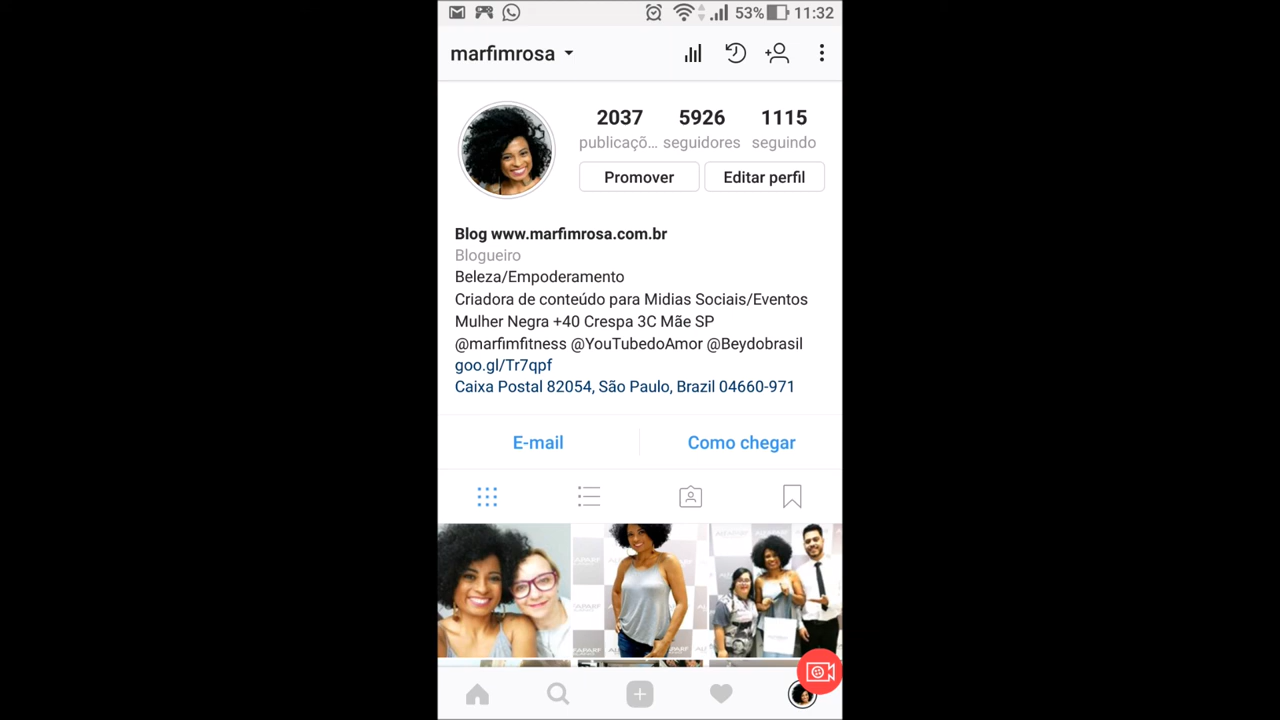 53% 11:32
marfimrosa
2037 5926 1115
publicaçõ... seguidores seguindo
Promover Editar perfil
Blog www.marfimrosa.com.br
Blogueiro
Beleza/Empoderamento
Criadora de conteúdo para Midias Sociais/Eventos
Mulher Negra +40 Crespa 3C Mãe SP
@marfimfitness @YouTubedoAmor @Beydobrasil
goo.gl/Tr7qpf
Caixa Postal 82054, São Paulo, Brazil 04660-971
E-mail Como chegar